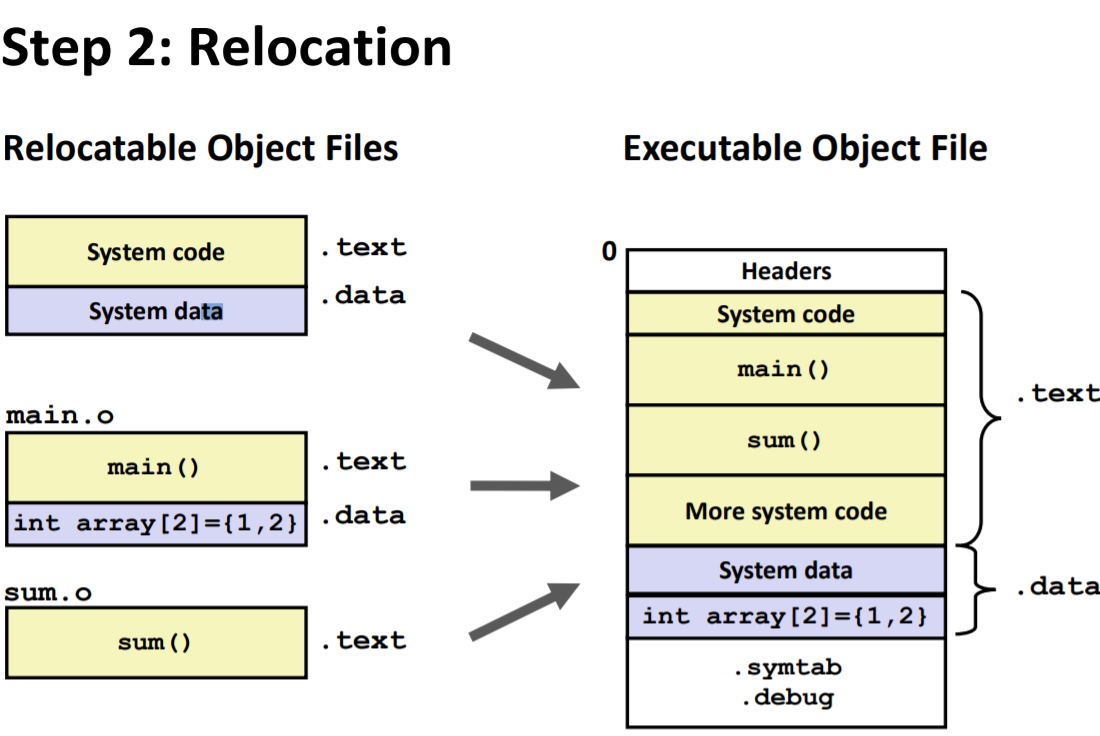 Step 2: Relocation
Relocatable Object Files
System code
.text
System data
.data
main.o
main()
.text
int array[2]={1,2}
.data
sum.o
sum()
.text
Executable Object File
0
Headers
System code
main()
sum()
More system code
.text
System data
int array[2]={1,2}
.data
.symtab
.debug